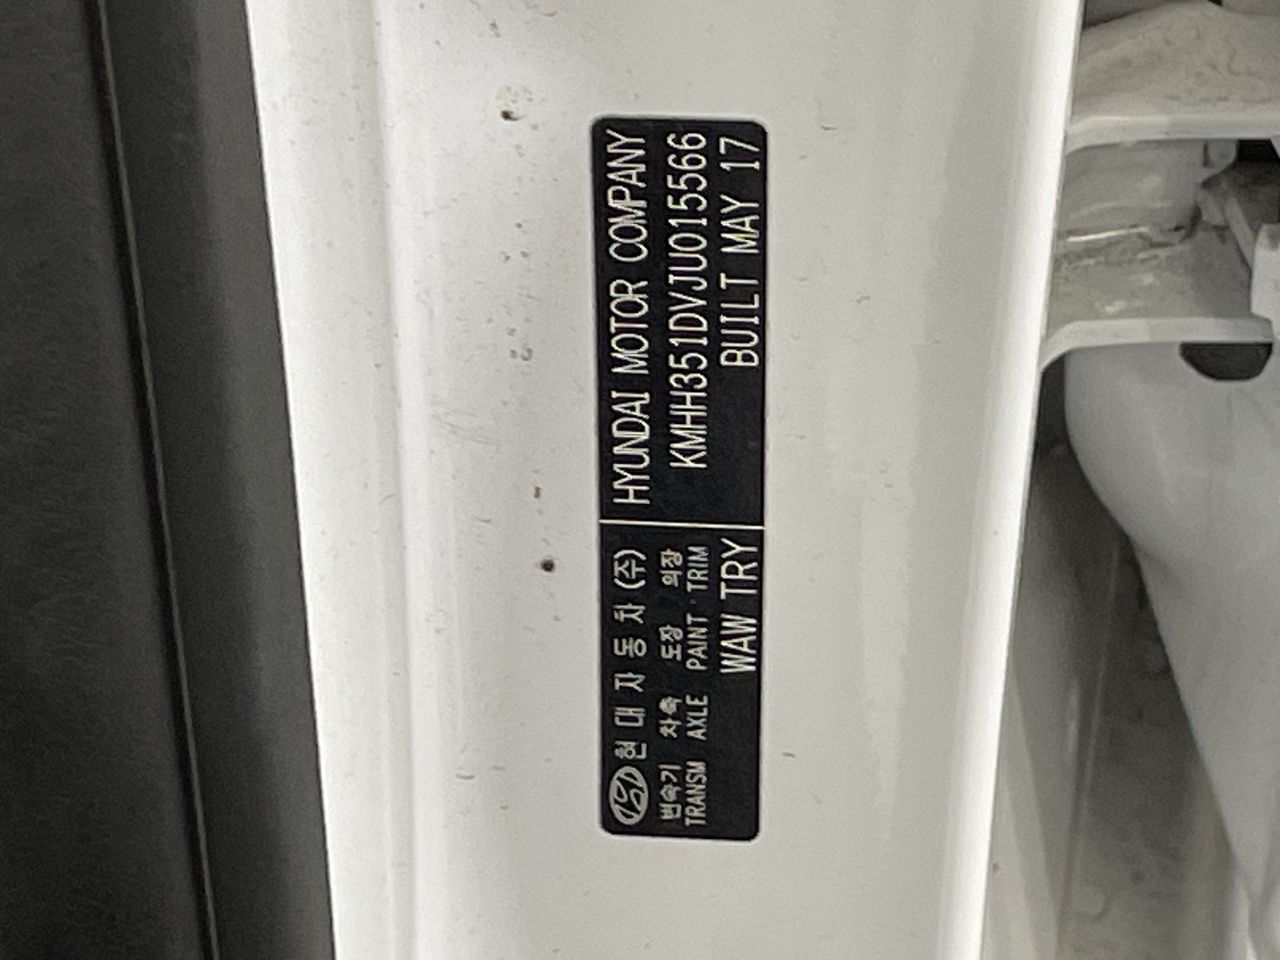 현대자동차(주)
변속기 차축 도장 의장
TRANSM AXLE PAINT · TRIM
WAW TRY
HYUNDAI MOTOR COMPANY
KMHH351DVJU015566
BUILT MAY 17